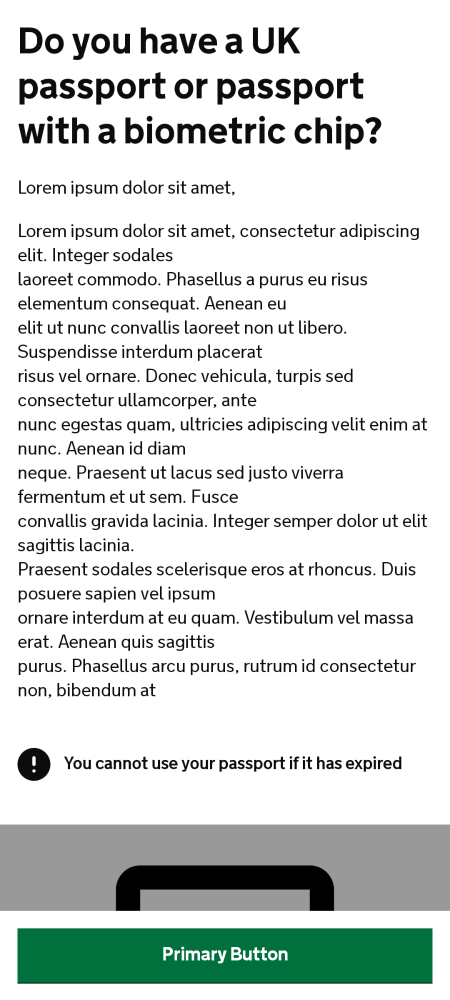 Do you have a UK
passport or passport
with a biometric chip?
Lorem ipsum dolor sit amet,
Lorem ipsum dolor sit amet, consectetur adipiscing
elit. Integer sodales
laoreet commodo. Phasellus a purus eu risus
elementum consequat. Aenean eu
elit ut nunc convallis laoreet non ut libero.
Suspendisse interdum placerat
risus vel ornare. Donec vehicula, turpis sed
consectetur ullamcorper, ante
nunc egestas quam, ultricies adipiscing velit enim at
nunc. Aenean id diam
neque. Praesent ut lacus sed justo viverra
fermentum et ut sem. Fusce
convallis gravida lacinia. Integer semper dolor ut elit
sagittis lacinia.
Praesent sodales scelerisque eros at rhoncus. Duis
posuere sapien vel ipsum
ornare interdum at eu quam. Vestibulum vel massa
erat. Aenean quis sagittis
purus. Phasellus arcu purus, rutrum id consectetur
non, bibendum at
! You cannot use your passport if it has expired
Primary Button